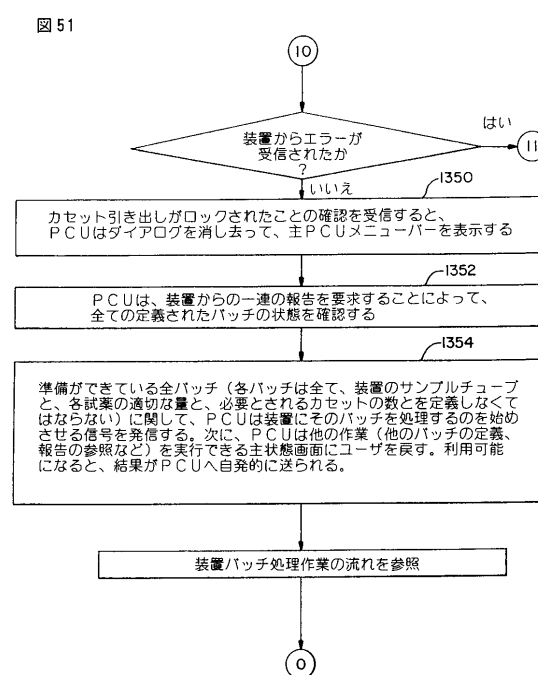 図51
10
装置からエラーが
受信されたか
?
はい
11
いいえ
1350
カセット引き出しがロックされたことの確認を受信すると、
PCUはダイアログを消し去って、主PCUメニューバーを表示する
1352
PCUは、装置からの一連の報告を要求することによって、
全ての定義されたバッチの状態を確認する
1354
準備ができている全バッチ(各バッチは全て、装置のサンプルチューブ
と、各試薬の適切な量と、必要とされるカセットの数とを定義しなくて
はならない)に関して、PCUは装置にそのバッチを処理するのを始め
させる信号を発信する。次に、PCUは他の作業(他のバッチの定義、
報告の参照など)を実行できる主状態画面にユーザを戻す。利用可能
になると、結果がPCUへ自発的に送られる。
装置バッチ処理作業の流れを参照
0